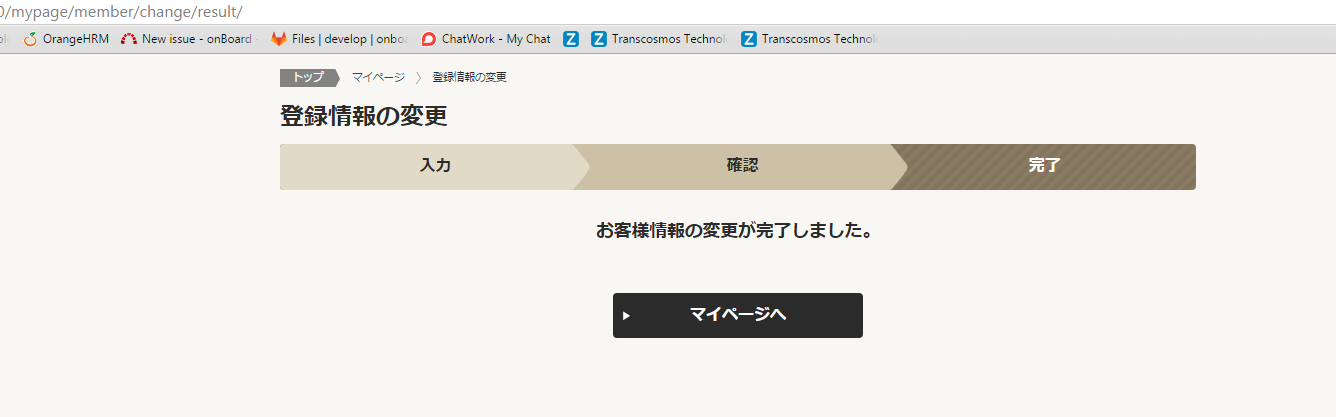 0/mypage/member/change/result/
OrangeHRM New issue - onBoard Files | develop | onbo ChatWork - My Chat Z Transcosmos Technol Z Transcosmos Technol
トップ マイページ 登録情報の変更
登録情報の変更
入力 確認 完了
お客様情報の変更が完了しました。
マイページへ